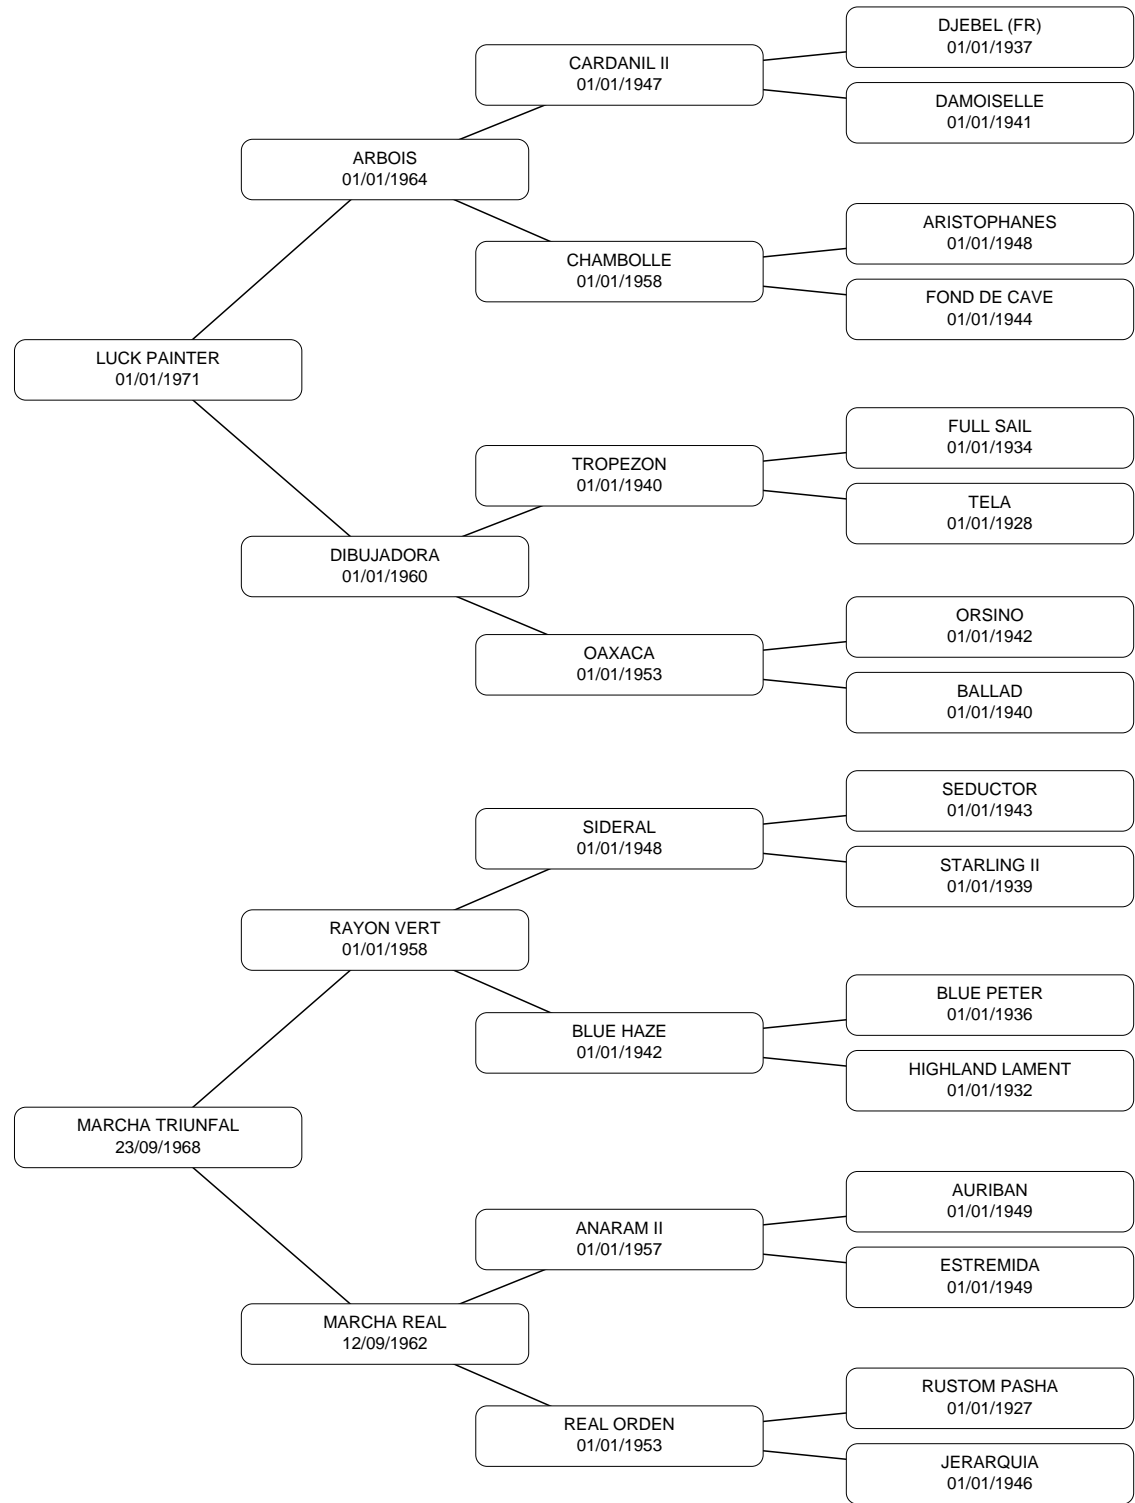 DJEBEL (FR)
01/01/1937
CARDANIL II
01/01/1947
DAMOISELLE
01/01/1941
ARBOIS
01/01/1964
ARISTOPHANES
01/01/1948
CHAMBOLLE
01/01/1958
FOND DE CAVE
01/01/1944
LUCK PAINTER
01/01/1971
FULL SAIL
01/01/1934
TROPEZON
01/01/1940
TELA
01/01/1928
DIBUJADORA
01/01/1960
ORSINO
01/01/1942
OAXACA
01/01/1953
BALLAD
01/01/1940
SEDUCTOR
01/01/1943
SIDERAL
01/01/1948
STARLING II
01/01/1939
RAYON VERT
01/01/1958
BLUE PETER
01/01/1936
BLUE HAZE
01/01/1942
HIGHLAND LAMENT
01/01/1932
MARCHA TRIUNFAL
23/09/1968
AURIBAN
01/01/1949
ANARAM II
01/01/1957
ESTREMIDA
01/01/1949
MARCHA REAL
12/09/1962
RUSTOM PASHA
01/01/1927
REAL ORDEN
01/01/1953
JERARQUIA
01/01/1946